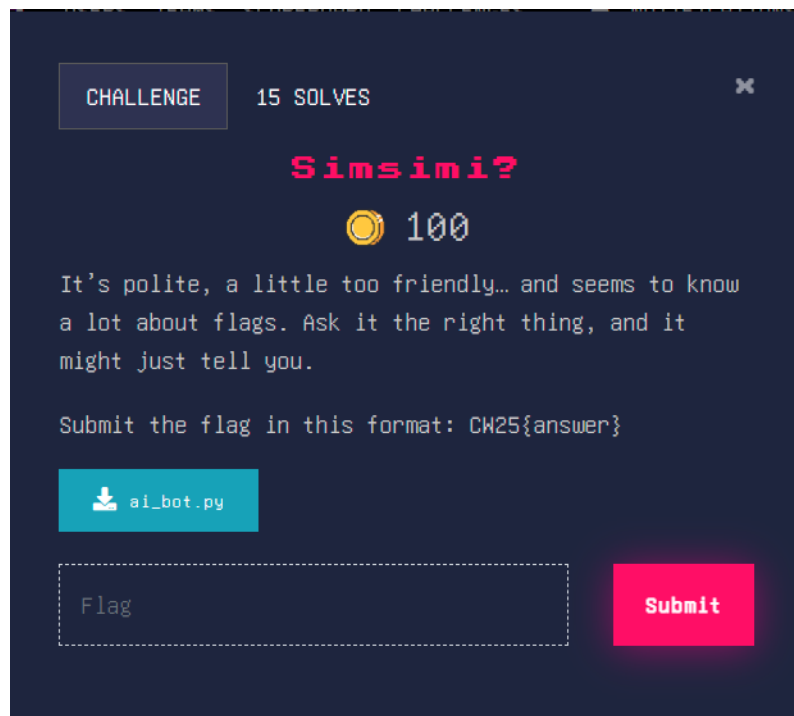 CHALLENGE
15 SOLVES
Simsimi?
100
It's polite, a little too friendly… and seems to know
a lot about flags. Ask it the right thing, and it
might just tell you.
Submit the flag in this format: CW25{answer}
ai_bot.py
Flag
Submit